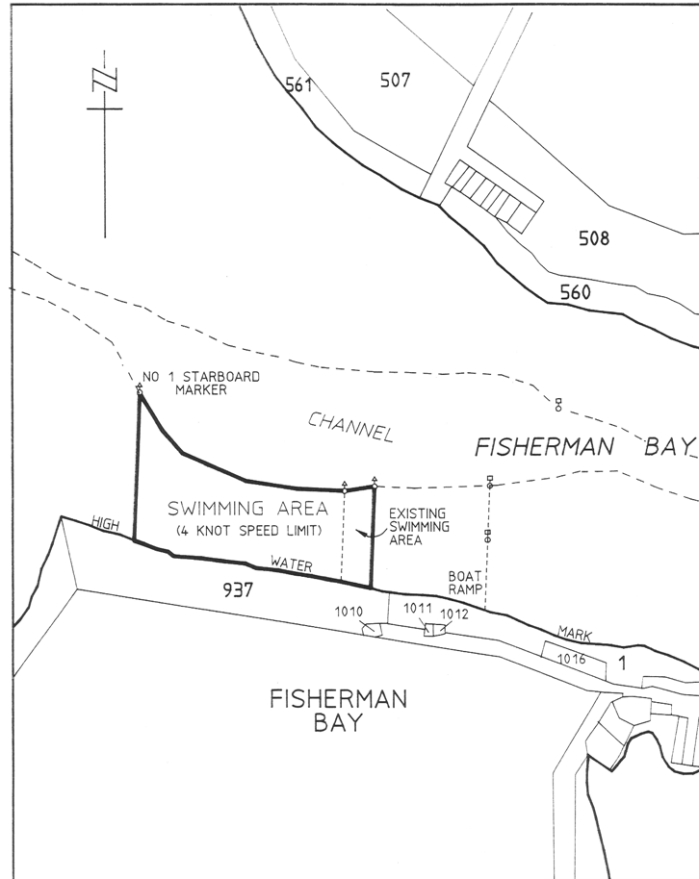 561
507
N
508
560
NO 1 STARBOARD
MARKER
CHANNEL
FISHERMAN BAY
SWIMMING AREA
(4 KNOT SPEED LIMIT)
EXISTING
SWIMMING
AREA
HIGH
WATER
BOAT
RAMP
937
1010
1011
1012
MARK
1016
1
FISHERMAN
BAY